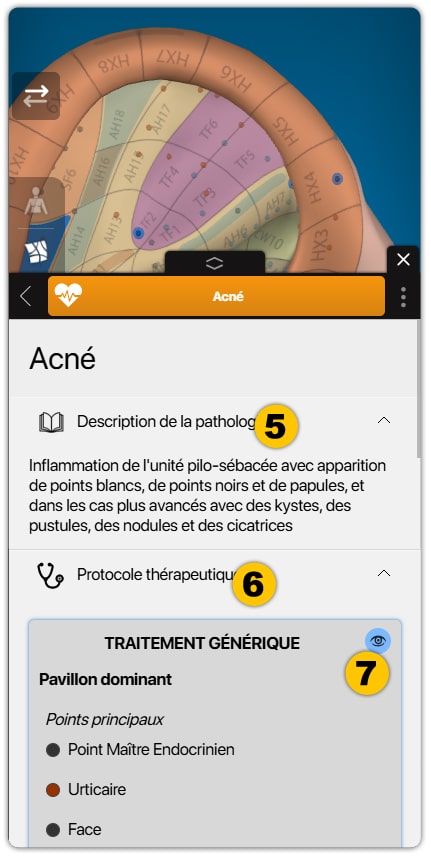 HX8
HX7
HX6
HX9
HX5
AH18
AH17
TF6
HX10
SF6
AH16
AH15
TF4
TF5
HX4
TF3
AH7
AH13
TF2
TF1
AH6
HX3
Acné
Acné
Description de la patholog
5
Inflammation de l'unité pilo-sébacée avec apparition
de points blancs, de points noirs et de papules, et
dans les cas plus avancés avec des kystes, des
pustules, des nodules et des cicatrices
Protocole thérapeutiqu
6
TRAITEMENT GÉNÉRIQUE
7
Pavillon dominant
Points principaux
Point Maître Endocrinien
Urticaire
Face